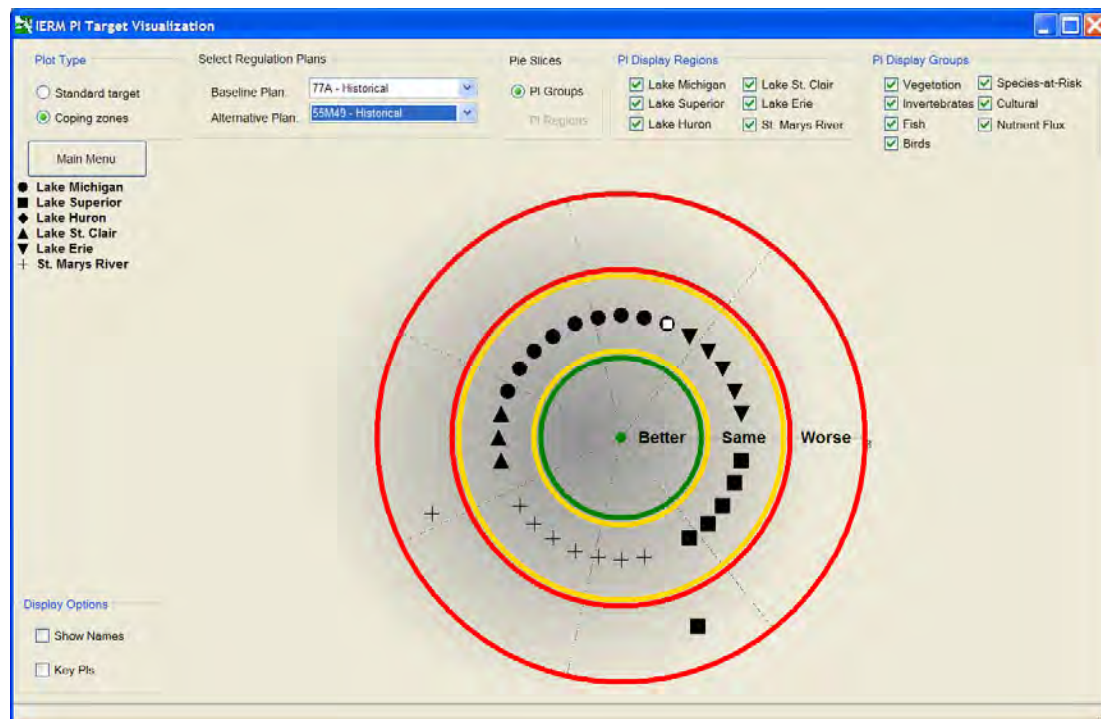 IERM PI Target Visualization
Plot Type
Standard target
Coping zones
Select Regulation Plans
Baseline Plan:
77A - Historical
Alternative Plan:
55M49 - Historical
Pie Slices
PI Groups
PI Regions
PI Display Regions
Lake Michigan
Lake St. Clair
Lake Superior
Lake Erie
Lake Huron
St. Marys River
PI Display Groups
Vegetation
Species-at-Risk
Invertebrates
Cultural
Fish
Nutrient Flux
Birds
Main Menu
Lake Michigan
Lake Superior
Lake Huron
Lake St. Clair
Lake Erie
St. Marys River
Better Same Worse
Display Options
Show Names
Key PIs